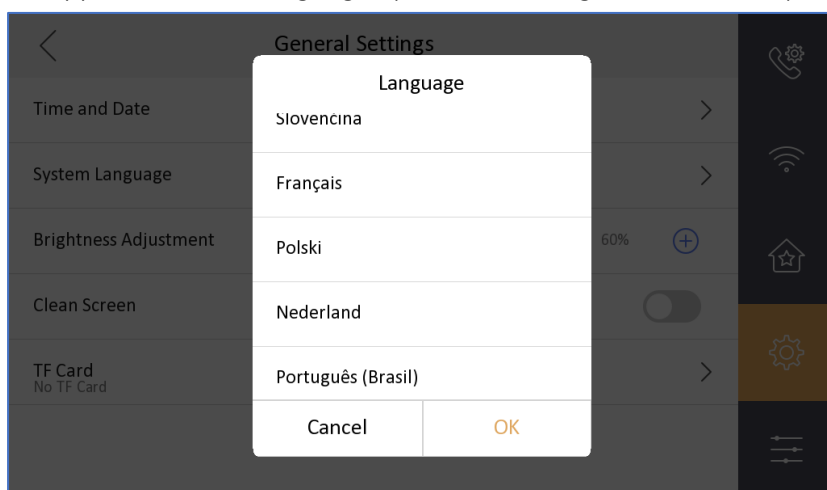 General Settings
Language
Time and Date
Slovenčina
System Language
Français
Brightness Adjustment
Polski
60%
Clean Screen
Nederland
TF Card
No TF Card
Português (Brasil)
Cancel
OK